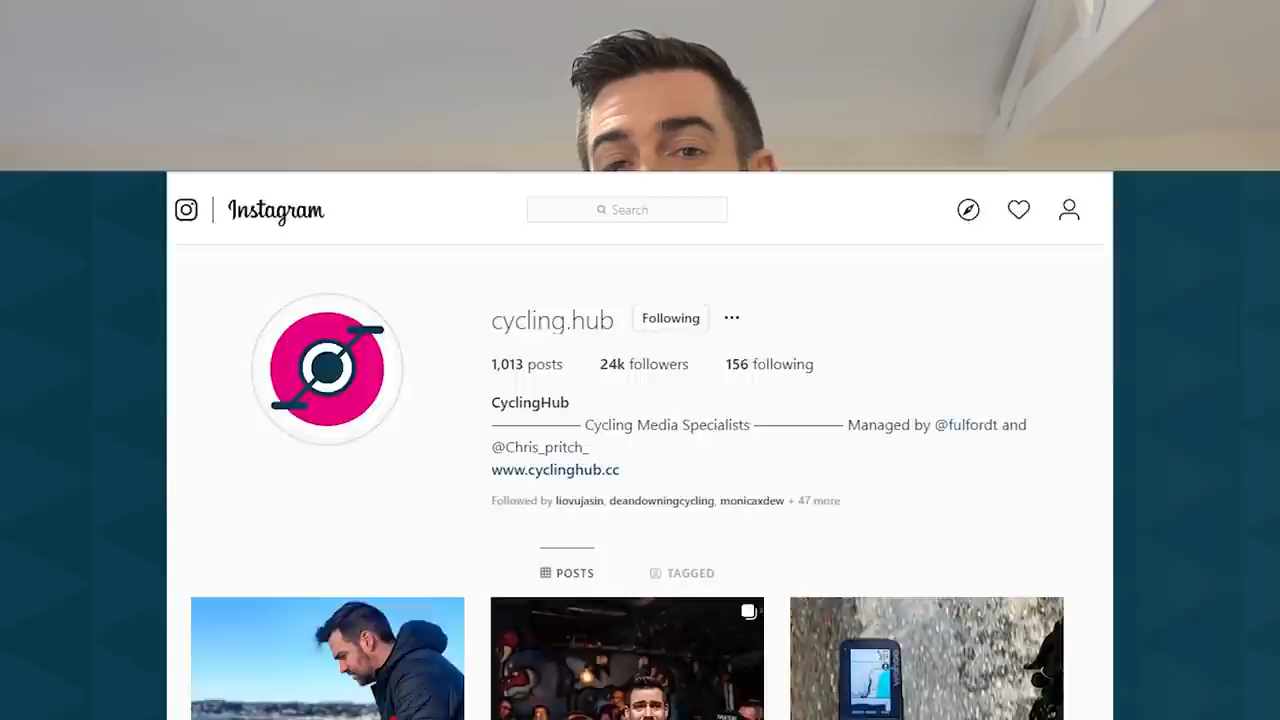 Instagram
Search
cycling.hub Following ...
1,013 posts 24k followers 156 following
CyclingHub
—————— Cycling Media Specialists —————— Managed by @fulfordt and
@Chris_pritch_
www.cyclinghub.cc
Followed by liovujasin, deandowningcycling, monicaxdew + 47 more
POSTS TAGGED